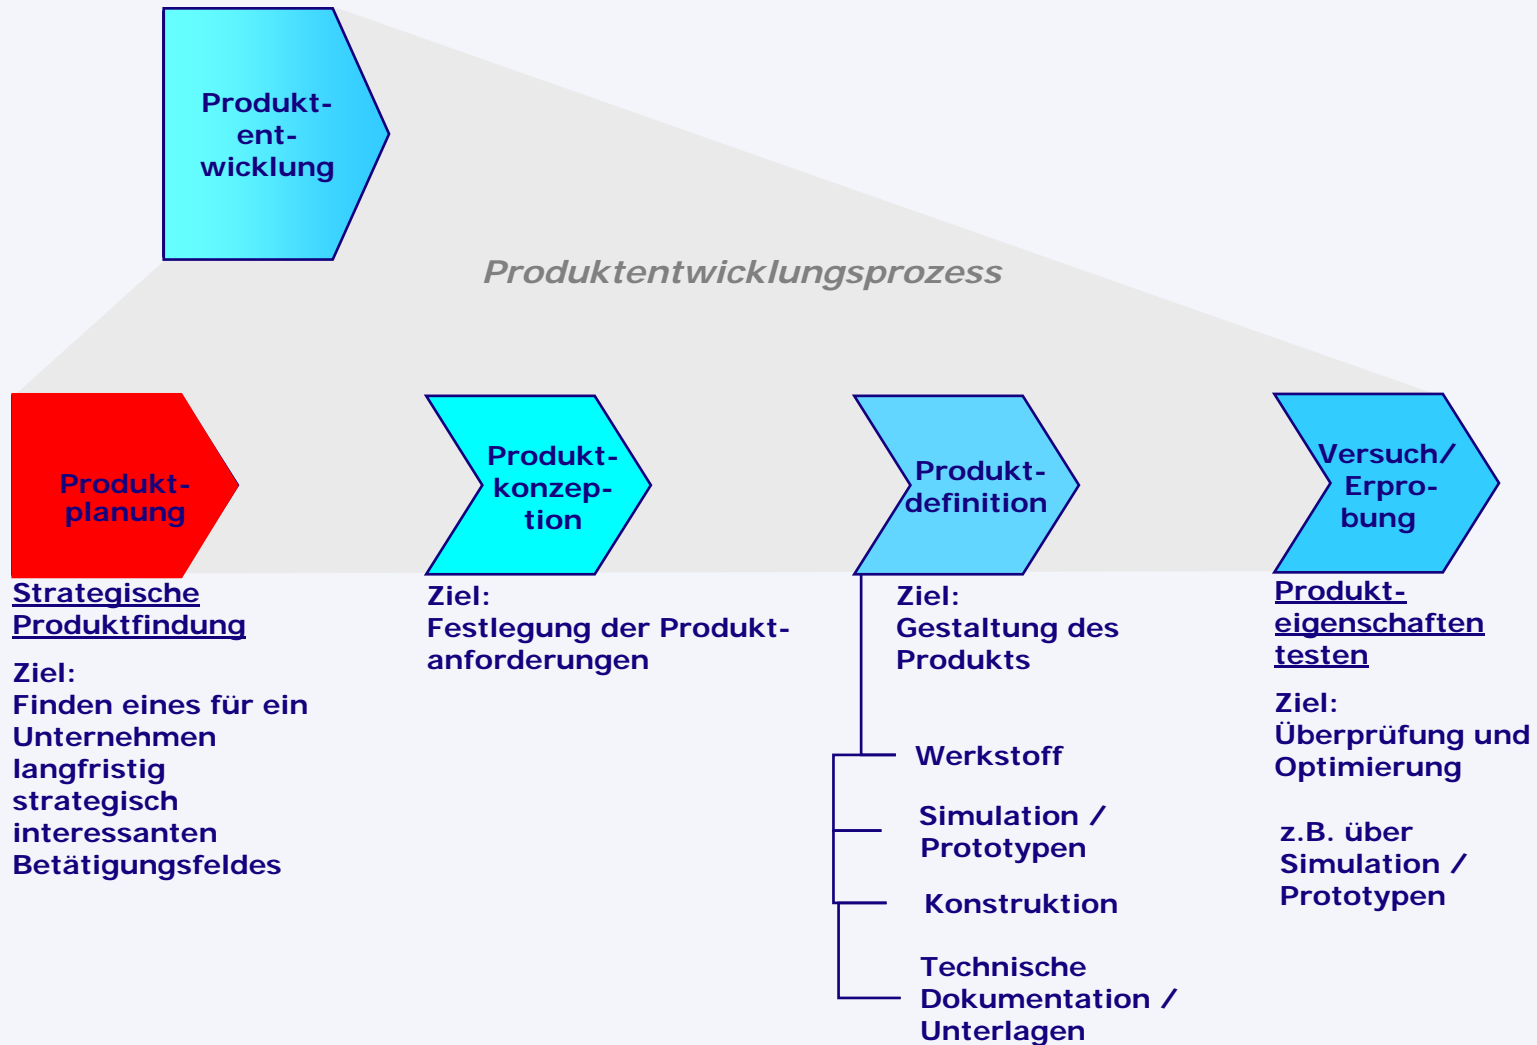 Produkt-
ent-
wicklung
Produktentwicklungsprozess
Produkt-
planung
Strategische
Produktfindung
Ziel:
Finden eines für ein
Unternehmen
langfristig
strategisch
interessanten
Betätigungsfeldes
Produkt-
konzep-
tion
Ziel:
Festlegung der Produkt-
anforderungen
Produkt-
definition
Ziel:
Gestaltung des
Produkts
Werkstoff
Simulation /
Prototypen
Konstruktion
Technische
Dokumentation /
Unterlagen
Versuch/
Erpro-
bung
Produkt-
eigenschaften
testen
Ziel:
Überprüfung und
Optimierung
z.B. über
Simulation /
Prototypen